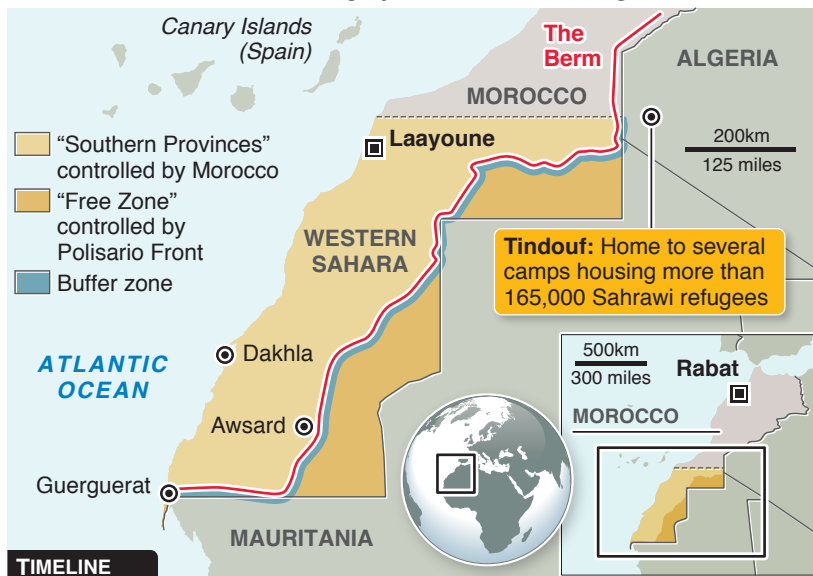 Canary Islands
(Spain)
The
Berm
ALGERIA
MOROCCO
"Southern Provinces"
controlled by Morocco
"Free Zone"
controlled by
Polisario Front
Buffer zone
Laayoune
200km
125 miles
WESTERN
SAHARA
Tindouf: Home to several
camps housing more than
165,000 Sahrawi refugees
ATLANTIC
OCEAN
Dakhla
Awsard
Guerguerat
MAURITANIA
500km
300 miles
Rabat
MOROCCO
TIMELINE